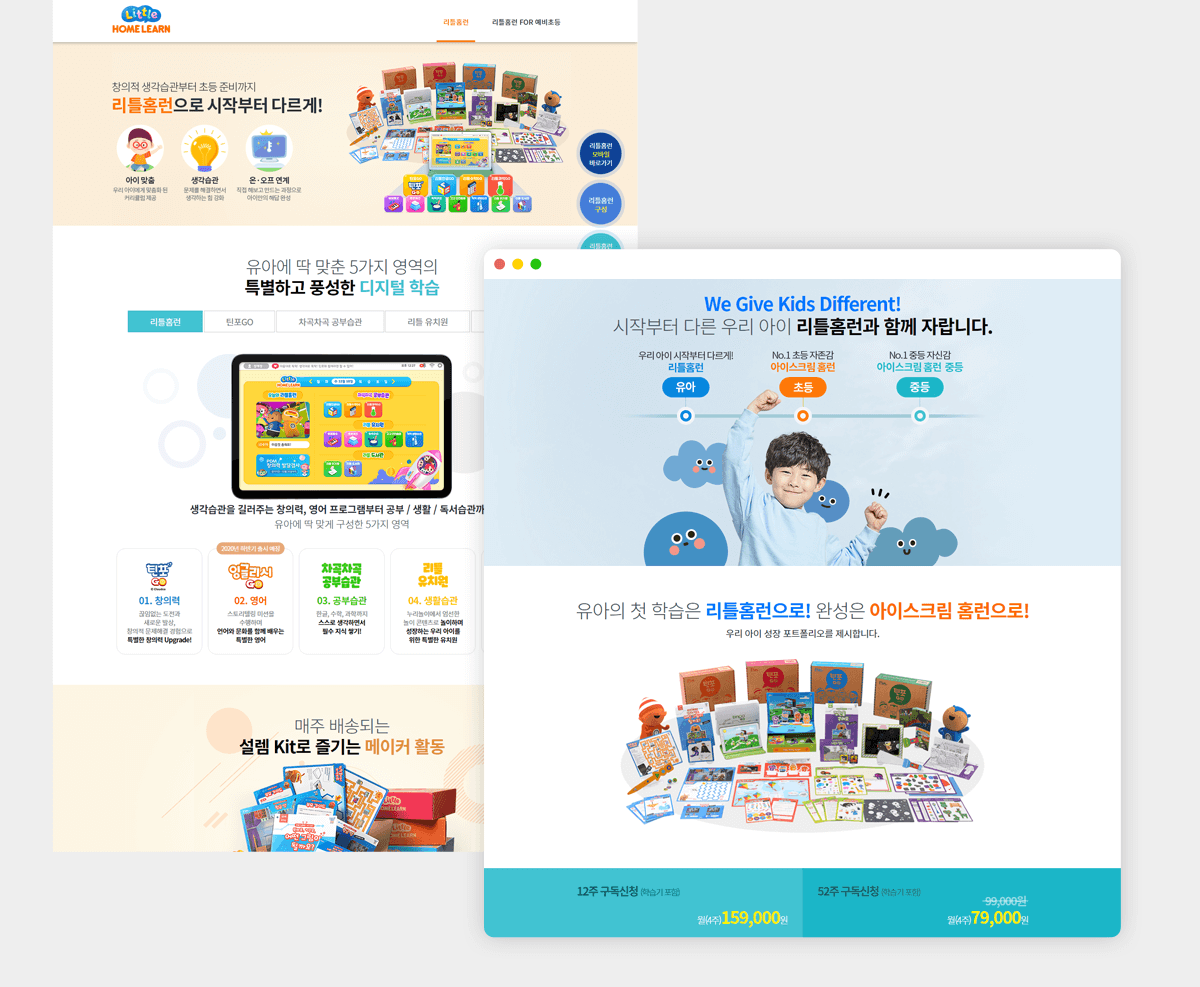 Little
HOME LEARN
리틀홈런
리틀홈런 FOR 예비초등
창의적 생각습관부터 초등 준비까지
리틀홈런으로 시작부터 다르게!
아이 맞춤
우리 아이에게 맞춤화 된
커리큘럼 제공
생각습관
문제를 해결하면서
생각하는 힘 강화
온·오프 연계
직접 해보고 만드는 과정으로
아이만의 해답 완성
리틀홈런
모바일
바로가기
리틀홈런
구성
리틀홈런
유아에 딱 맞춘 5가지 영역의
특별하고 풍성한 디지털 학습
리틀홈런
틴포GO
차곡차곡 공부습관
리틀 유치원
Little
HOME LEARN
생각습관을 길러주는 창의력, 영어 프로그램부터 공부 / 생활 / 독서습관까
유아에 딱 맞게 구성한 5가지 영역
틴포
GO
01. 창의력
끊임없는 도전과
새로운 발상,
창의적 문제해결 경험으로
특별한 창의력 Upgrade!
2020년 하반기 출시 예정
앙글리시
GO
02. 영어
스토리텔링 미션을
수행하며
언어와 문화를 함께 배우는
특별한 영어
차곡차곡
공부습관
03. 공부습관
한글, 수학, 과학까지
스스로 생각하면서
필수 지식 쌓기!
리틀
유치원
04. 생활습관
누리놀이에서 엄선한
놀이 콘텐츠로 놀이하며
성장하는 우리 아이를
위한 특별한 유치원
매주 배송되는
설렘 Kit로 즐기는 메이커 활동
Little
HOME LEARN
We Give Kids Different!
시작부터 다른 우리 아이 리틀홈런과 함께 자랍니다.
우리 아이 시작부터 다르게!
리틀홈런
유아
No.1 초등 자존감
아이스크림 홈런
초등
No.1 중등 자신감
아이스크림 홈런 중등
중등
유아의 첫 학습은 리틀홈런으로! 완성은 아이스크림 홈런으로!
우리 아이 성장 포트폴리오를 제시합니다.
12주 구독신청 (학습기 포함)
월(4주)159,000원
52주 구독신청 (학습기 포함)
99,000원
월(4주)79,000원